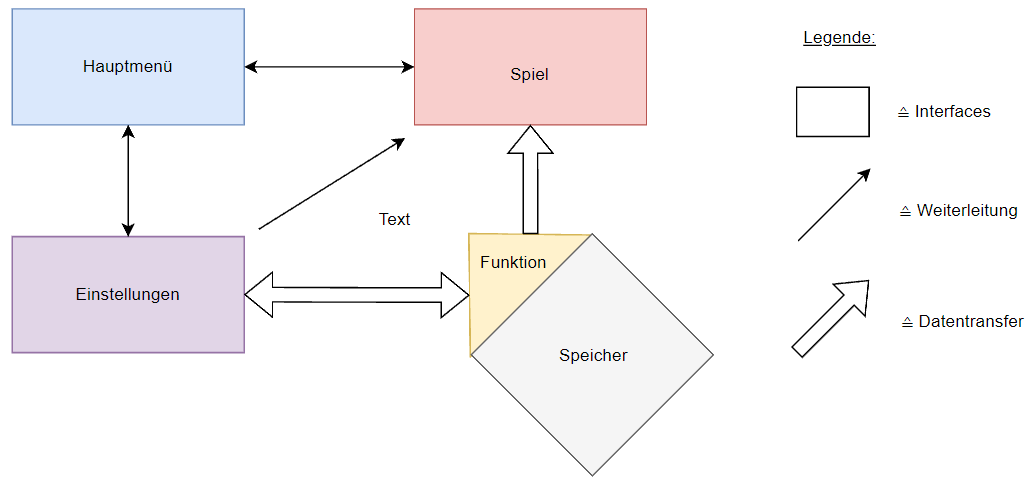 Hauptmenü
Spiel
Legende:
≙ Interfaces
Text
≙ Weiterleitung
Funktion
Einstellungen
≙ Datentransfer
Speicher